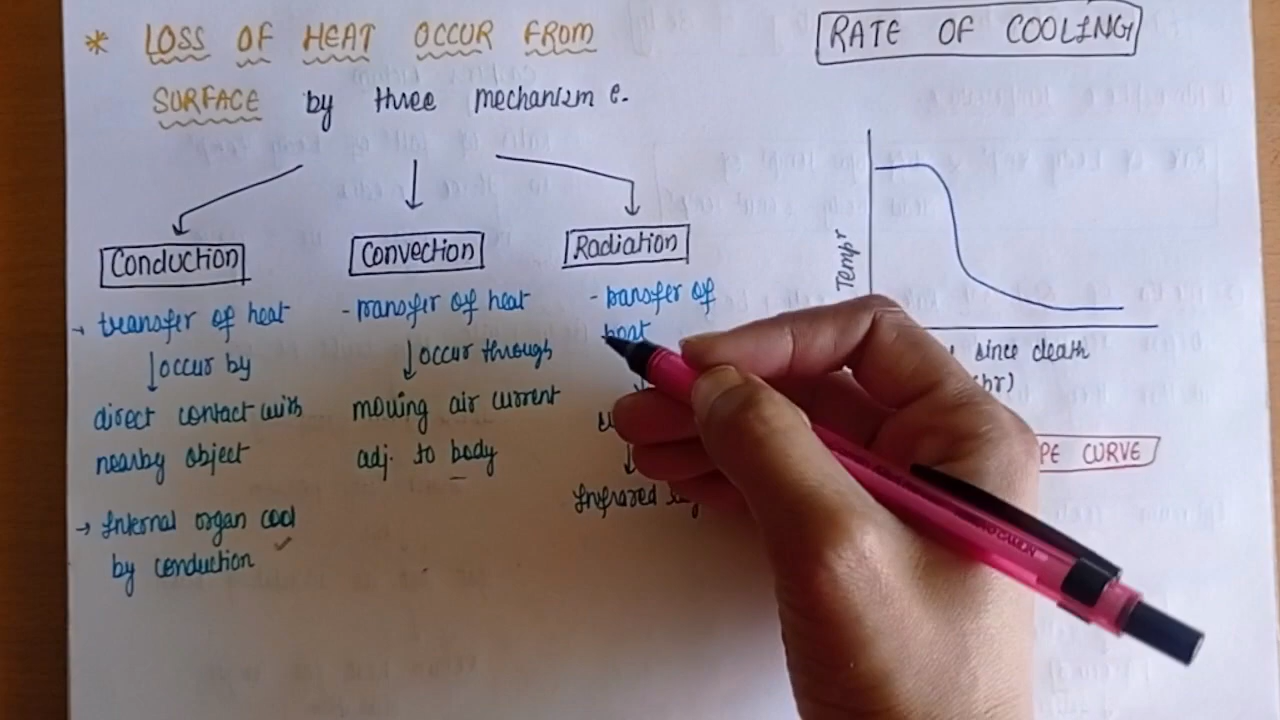 * LOSS OF HEAT OCCUR FROM
SURFACE by three mechanism e.
Conduction
→ transfer of heat
occur by
direct contact with
nearby object
→ Internal organ cool
by conduction
Convection
- transfer of heat
occur through
moving air current
adj. to body
Radiation
- transfer of
heat
Infrared
RATE OF COOLING
Tempr
since death
(hr)
CURVE